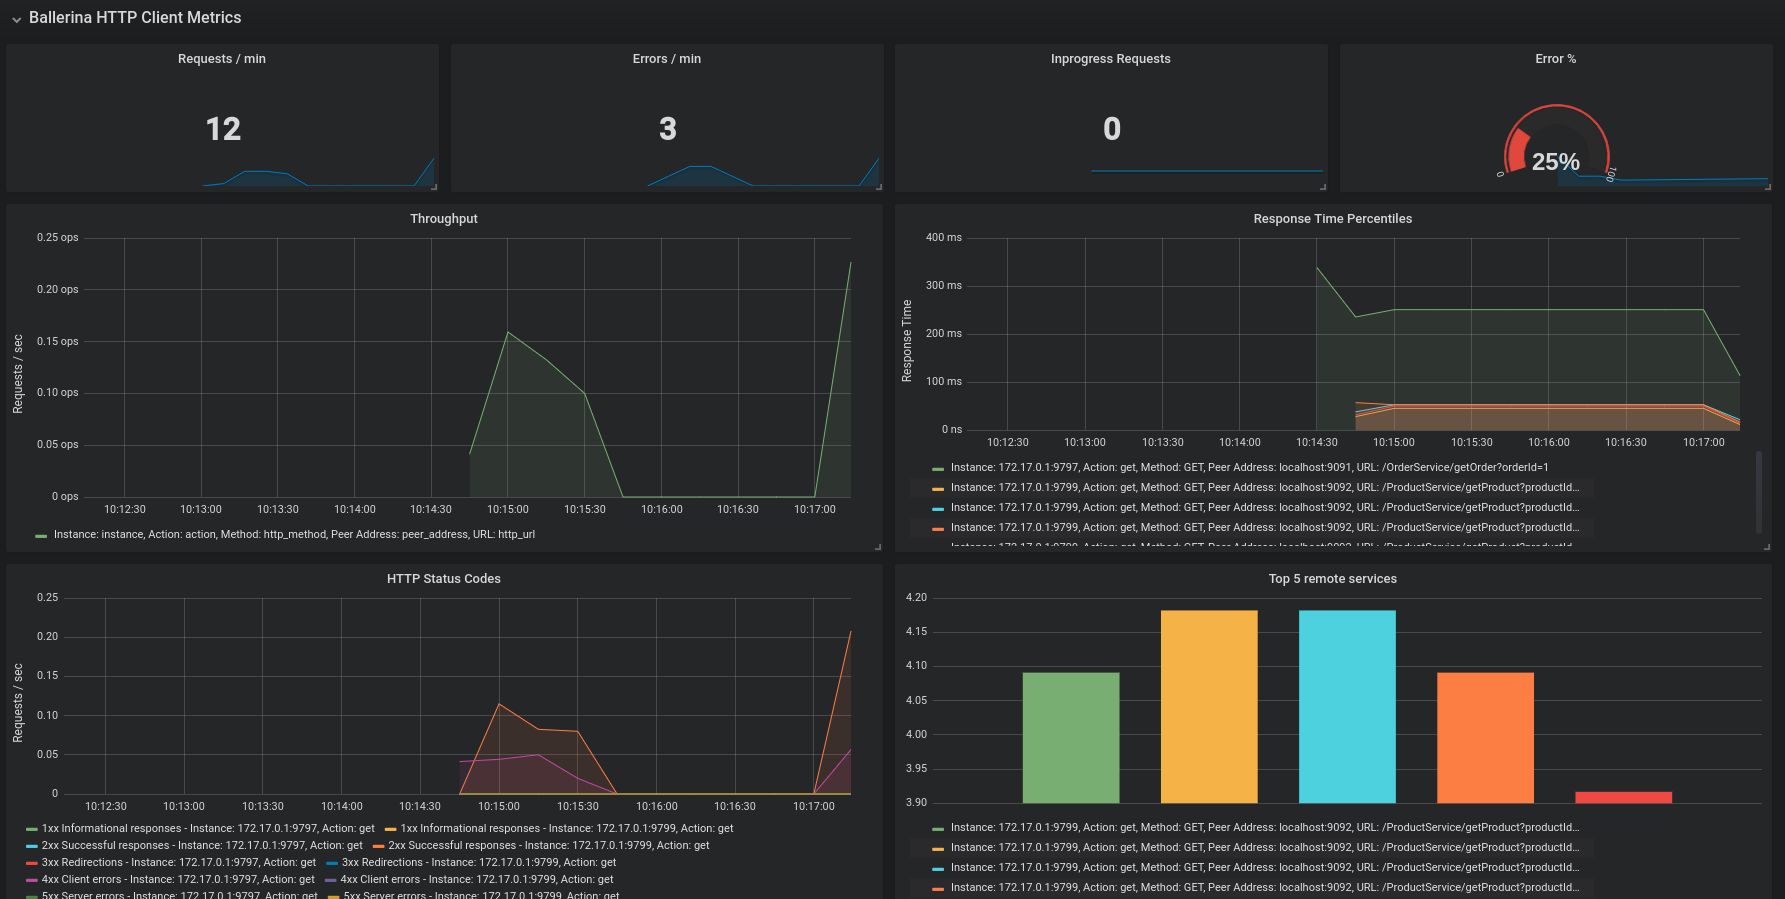 Ballerina HTTP Client Metrics
Requests / min
12
Errors / min
3
Inprogress Requests
0
Error %
25%
0
100
Throughput
Requests / sec
0.25 ops
0.20 ops
0.15 ops
0.10 ops
0.05 ops
0 ops
10:12:30 10:13:00 10:13:30 10:14:00 10:14:30 10:15:00 10:15:30 10:16:00 10:16:30 10:17:00
Instance: instance, Action: action, Method: http_method, Peer Address: peer_address, URL: http_url
Response Time Percentiles
Response Time
400 ms
300 ms
200 ms
100 ms
0 ns
10:12:30 10:13:00 10:13:30 10:14:00 10:14:30 10:15:00 10:15:30 10:16:00 10:16:30 10:17:00
Instance: 172.17.0.1:9797, Action: get, Method: GET, Peer Address: localhost:9091, URL: /OrderService/getOrder?orderId=1
Instance: 172.17.0.1:9799, Action: get, Method: GET, Peer Address: localhost:9092, URL: /ProductService/getProduct?productId...
Instance: 172.17.0.1:9799, Action: get, Method: GET, Peer Address: localhost:9092, URL: /ProductService/getProduct?productId...
Instance: 172.17.0.1:9799, Action: get, Method: GET, Peer Address: localhost:9092, URL: /ProductService/getProduct?productId...
Instance: 172.17.0.1:9799, Action: get, Method: GET, Peer Address: localhost:9092, URL: /ProductService/getProduct?productId...
HTTP Status Codes
Requests / sec
0.25
0.20
0.15
0.10
0.05
0
10:12:30 10:13:00 10:13:30 10:14:00 10:14:30 10:15:00 10:15:30 10:16:00 10:16:30 10:17:00
1xx Informational responses - Instance: 172.17.0.1:9797, Action: get 1xx Informational responses - Instance: 172.17.0.1:9799, Action: get
2xx Successful responses - Instance: 172.17.0.1:9797, Action: get 2xx Successful responses - Instance: 172.17.0.1:9799, Action: get
3xx Redirections - Instance: 172.17.0.1:9797, Action: get 3xx Redirections - Instance: 172.17.0.1:9799, Action: get
4xx Client errors - Instance: 172.17.0.1:9797, Action: get 4xx Client errors - Instance: 172.17.0.1:9799, Action: get
5xx Server errors - Instance: 172.17.0.1:9797, Action: get 5xx Server errors - Instance: 172.17.0.1:9799, Action: get
Top 5 remote services
4.20
4.15
4.10
4.05
4.00
3.95
3.90
Instance: 172.17.0.1:9799, Action: get, Method: GET, Peer Address: localhost:9092, URL: /ProductService/getProduct?productId...
Instance: 172.17.0.1:9799, Action: get, Method: GET, Peer Address: localhost:9092, URL: /ProductService/getProduct?productId...
Instance: 172.17.0.1:9799, Action: get, Method: GET, Peer Address: localhost:9092, URL: /ProductService/getProduct?productId...
Instance: 172.17.0.1:9799, Action: get, Method: GET, Peer Address: localhost:9092, URL: /ProductService/getProduct?productId...